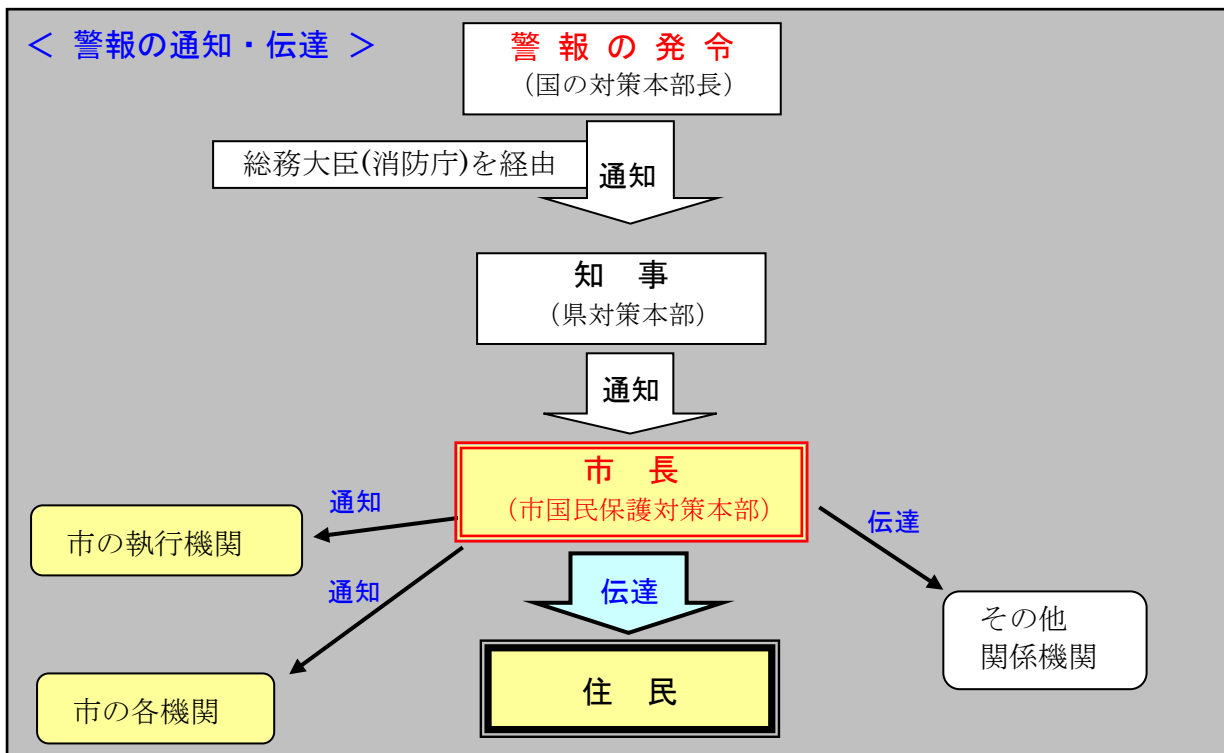 < 警報の通知・伝達 >
警 報 の 発 令
（国の対策本部長）
総務大臣(消防庁)を経由
通知
知 事
（県対策本部）
通知
市 長
（市国民保護対策本部）
通知
市の執行機関
伝達
通知
伝達
その他
関係機関
市の各機関
住 民